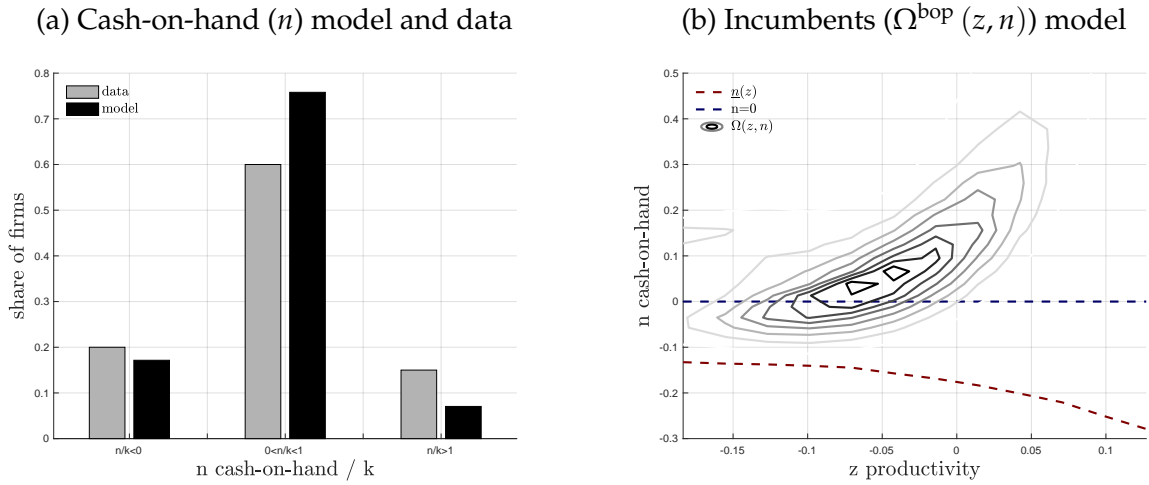 (a) Cash-on-hand (n) model and data
0.8
0.7
0.6
0.5
0.4
0.3
0.2
0.1
0
share of firms
data
model
n/k<0
0<n/k<1
n/k>1
n cash-on-hand / k
(b) Incumbents (Ω^bop (z, n)) model
0.5
0.4
0.3
0.2
0.1
0
-0.1
-0.2
-0.3
n cash-on-hand
n(z)
n=0
Ω(z, n)
-0.15
-0.1
-0.05
0
0.05
0.1
z productivity